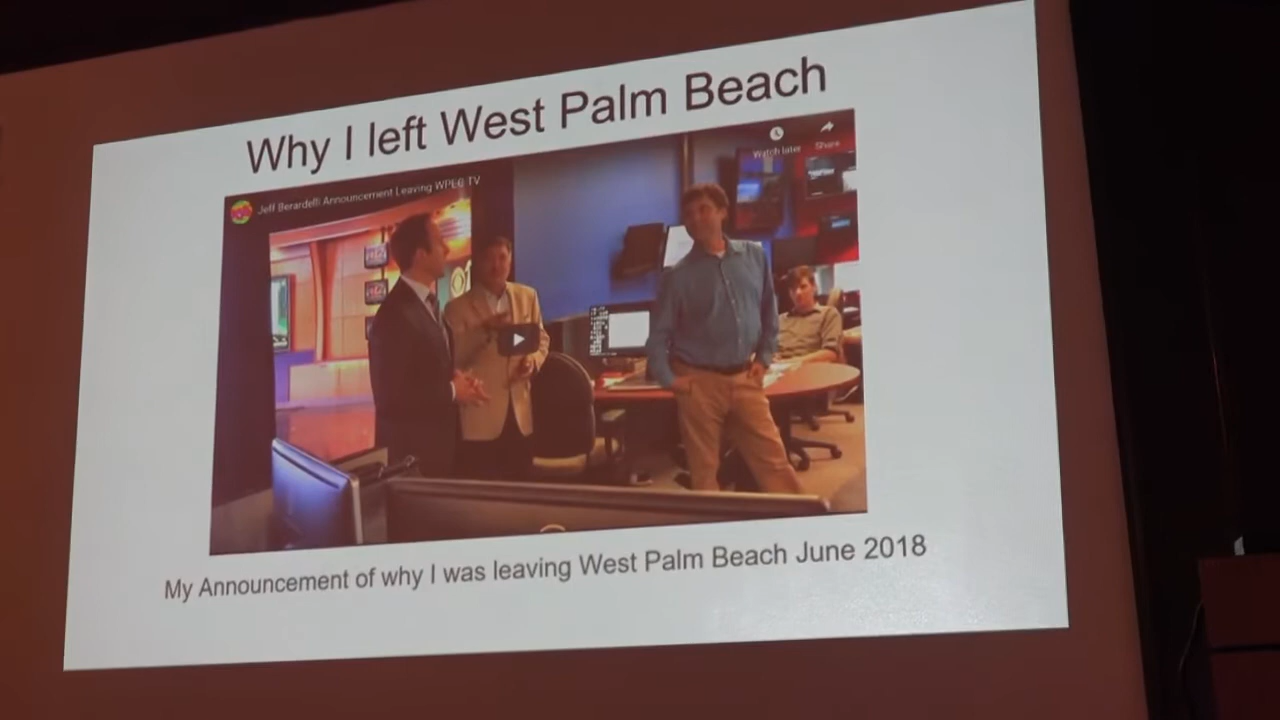 Why I left West Palm Beach
Jeff Berardelli Announcement Leaving WPEC TV
Watch later
Share
My Announcement of why I was leaving West Palm Beach June 2018